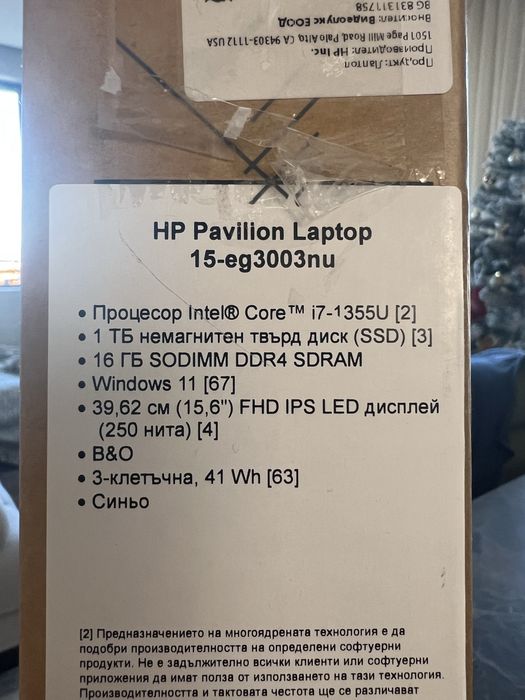 Продукт: Лаптоп
Производител: HP Inc.
1501 Page Mill Road, Palo Alto, CA 94303-1112 USA
Вносител: Видеолукс ЕООД
BG 831311758
HP Pavilion Laptop
15-eg3003nu
• Процесор Intel® Core™ i7-1355U [2]
• 1 ТБ немагнитен твърд диск (SSD) [3]
• 16 ГБ SODIMM DDR4 SDRAM
• Windows 11 [67]
• 39,62 см (15,6") FHD IPS LED дисплей
(250 нита) [4]
• B&O
• 3-клетъчна, 41 Wh [63]
• Синьо
[2] Предназначението на многоядрената технология е да
подобри производителността на определени софтуерни
продукти. Не е задължително всички клиенти или софтуерни
приложения да имат полза от използването на тази технология.
Производителността и тактовата честота ще се различават